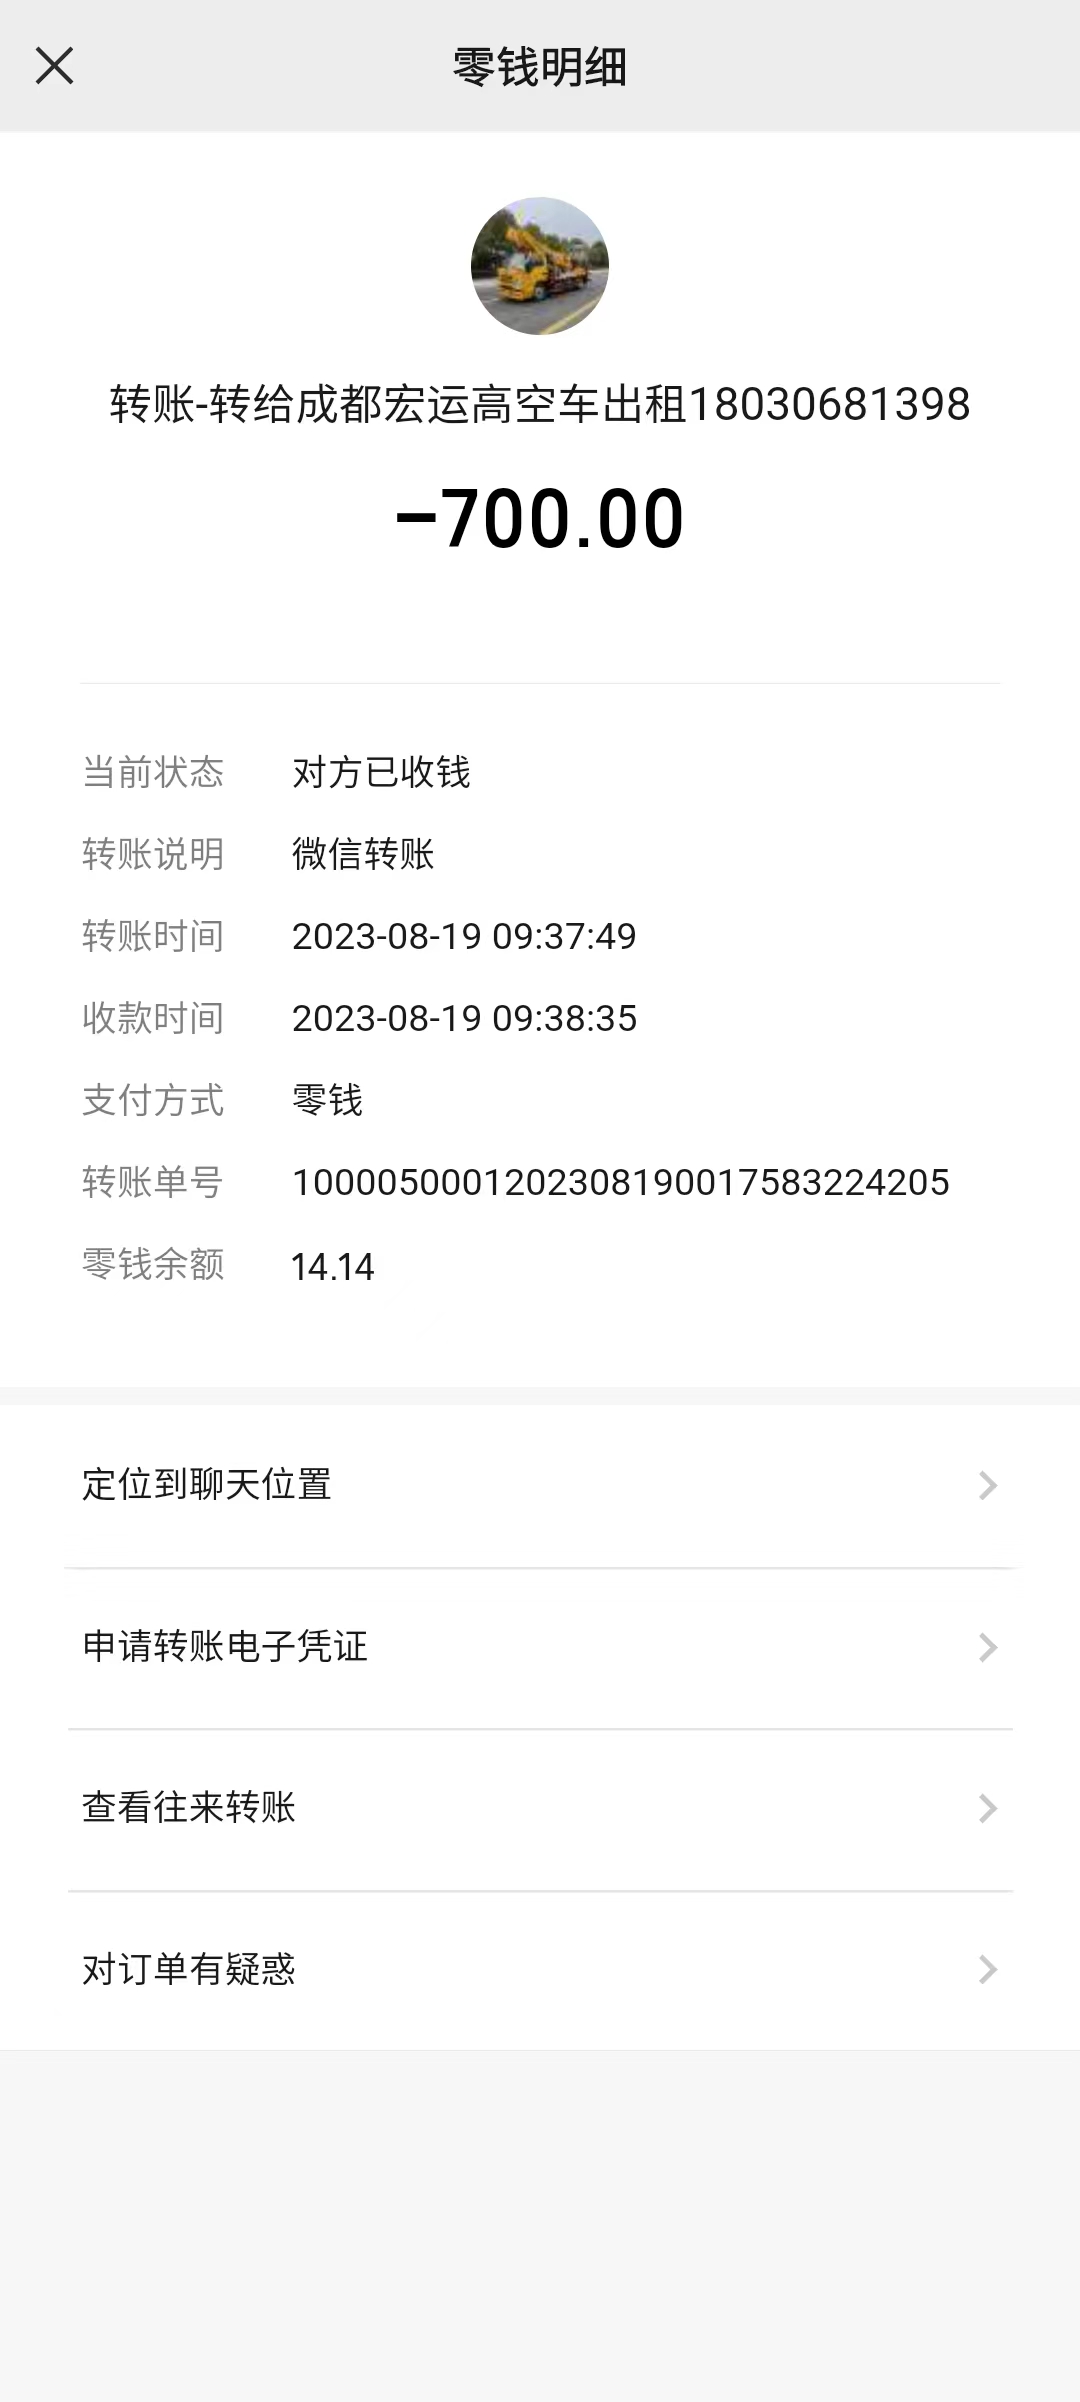 零钱明细
转账-转给成都宏运高空车出租18030681398
-700.00
当前状态 对方已收钱
转账说明 微信转账
转账时间 2023-08-19 09:37:49
收款时间 2023-08-19 09:38:35
支付方式 零钱
转账单号 1000050001202308190017583224205
零钱余额 14.14
定位到聊天位置
申请转账电子凭证
查看往来转账
对订单有疑惑